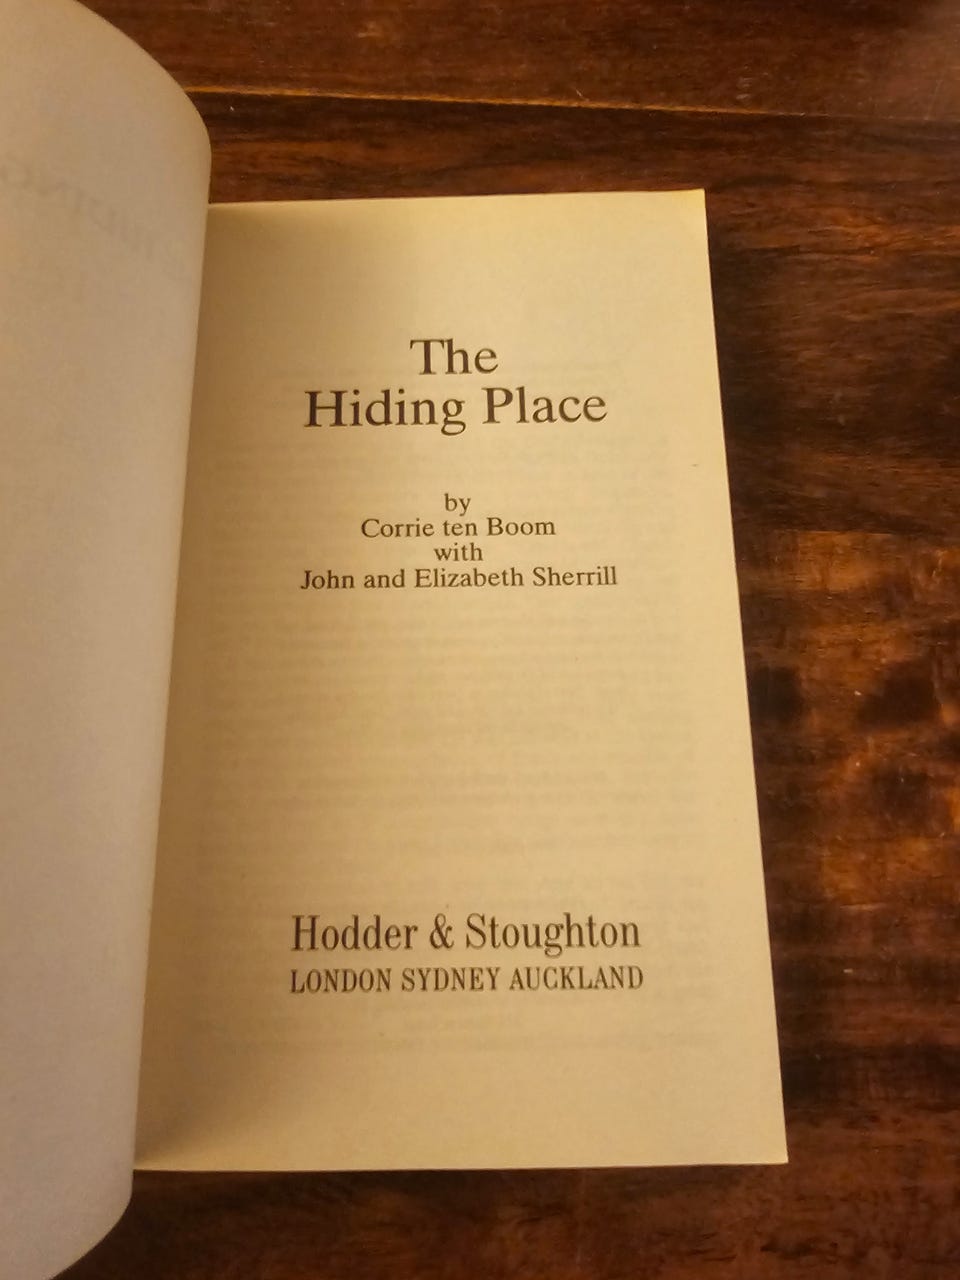 The
Hiding Place
by
Corrie ten Boom
with
John and Elizabeth Sherrill
Hodder & Stoughton
LONDON SYDNEY AUCKLAND